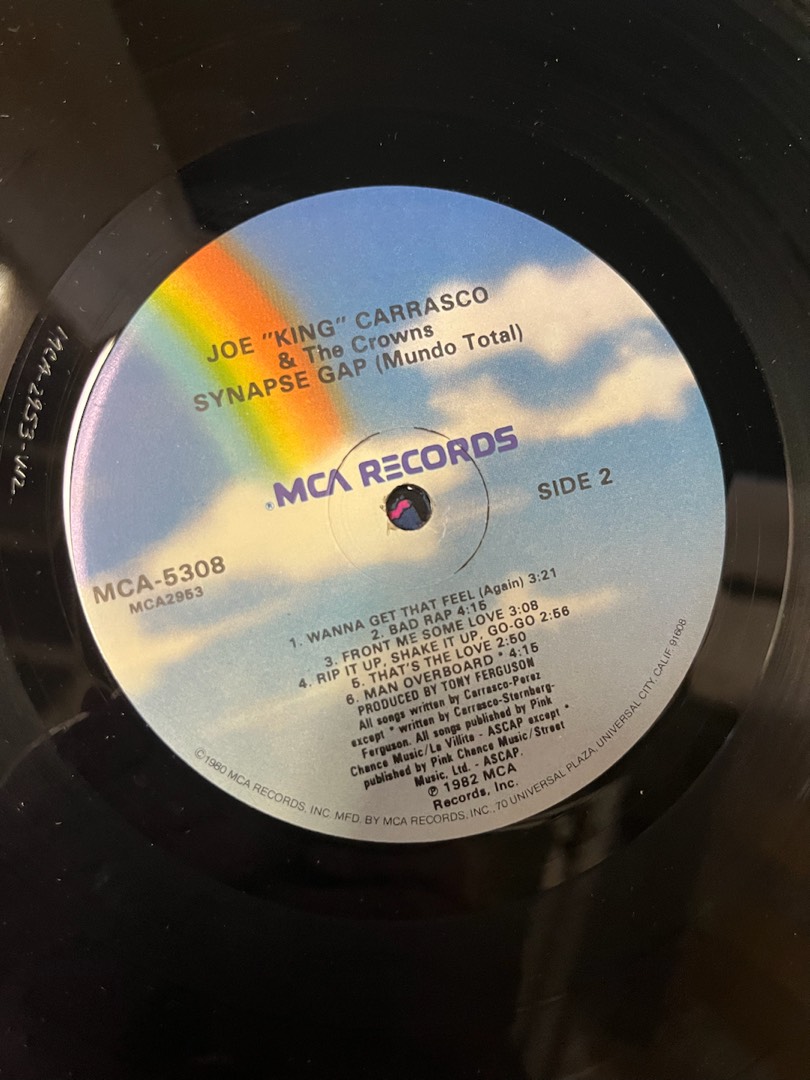 JOE "KING" CARRASCO
& The Crowns
SYNAPSE GAP (Mundo Total)
® MCA RECORDS
SIDE 2
MCA-5308
MCA2953
1. WANNA GET THAT FEEL (Again) 3:21
2. BAD RAP 4:15
3. FRONT ME SOME LOVE 3:08
4. RIP IT UP, SHAKE IT UP, GO-GO 2:56
5. THAT'S THE LOVE 2:50
6. MAN OVERBOARD * 4:15
PRODUCED BY TONY FERGUSON
All songs written by Carrasco-Perez
except * written by Carrasco-Sternberg-
Ferguson. All songs published by Pink
Chance Music/La Villite - ASCAP except *
published by Pink Chance Music/Street
Music, Ltd. - ASCAP.
℗ 1982 MCA
Records, Inc.
©1980 MCA RECORDS, INC. MFD. BY MCA RECORDS, INC., 70 UNIVERSAL PLAZA, UNIVERSAL CITY, CALIF. 91608
MCA-2953-W2